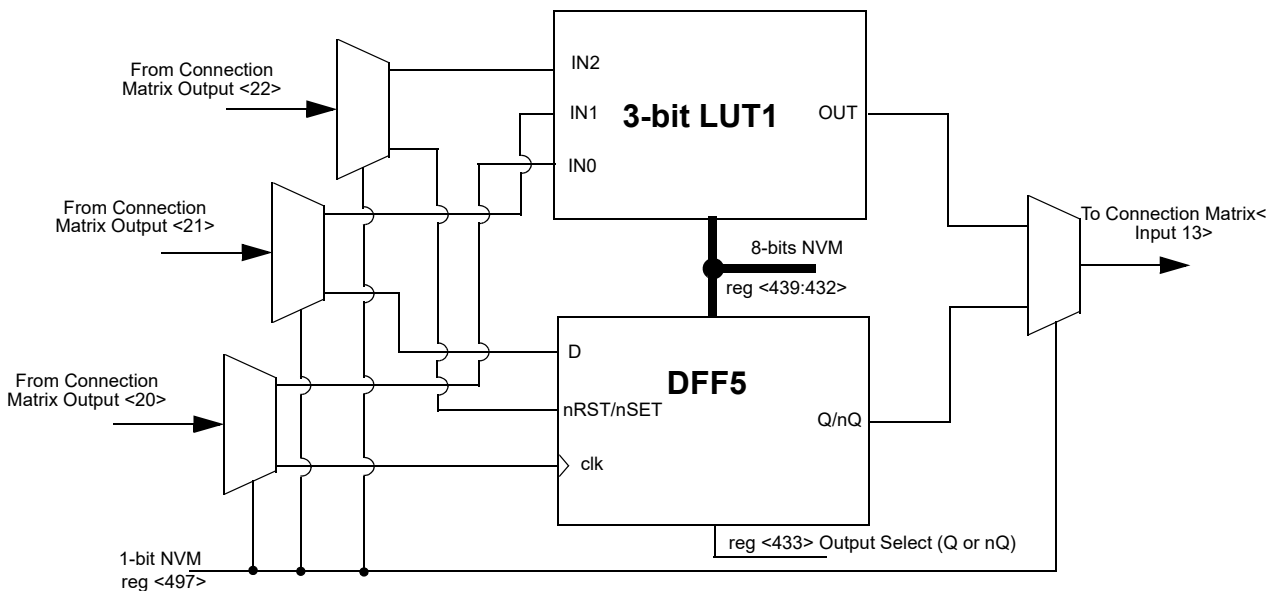 From Connection
Matrix Output <22>
IN2
IN1
IN0
3-bit LUT1
OUT
From Connection
Matrix Output <21>
To Connection Matrix<
Input 13>
8-bits NVM
reg <439:432>
D
DFF5
nRST/nSET
Q/nQ
clk
From Connection
Matrix Output <20>
reg <433> Output Select (Q or nQ)
1-bit NVM
reg <497>